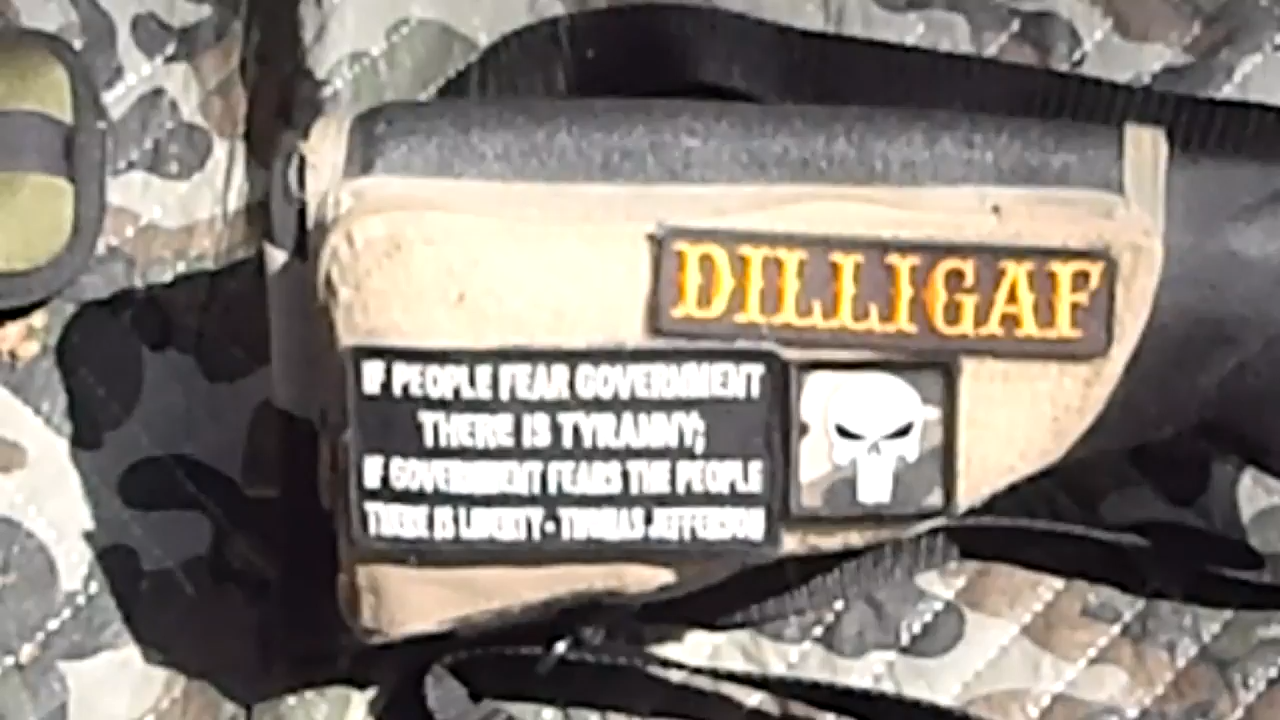 DILLIGAF
IF PEOPLE FEAR GOVERNMENT
THERE IS TYRANNY;
IF GOVERNMENT FEARS THE PEOPLE
THERE IS LIBERTY - THOMAS JEFFERSON